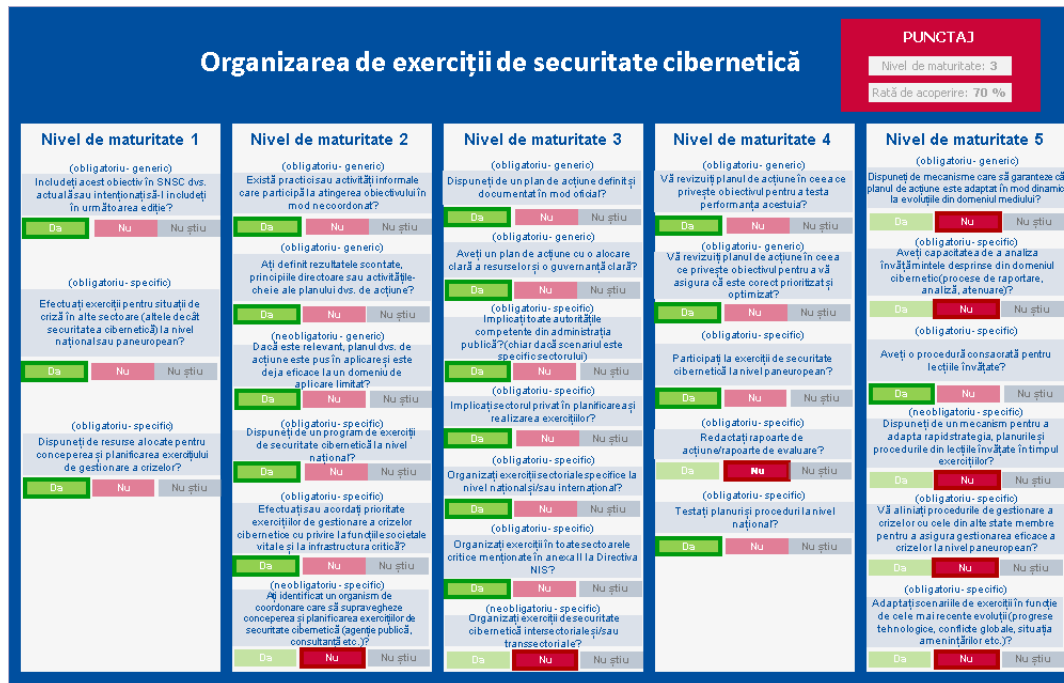 Organizarea de exerciții de securitate cibernetică
PUNCTAJ
Nivel de maturitate: 3
Rată de acoperire: 70 %
Nivel de maturitate 1
(obligatoriu- generic)
Includeți acest obiectiv în SNSC dvs.
actuală sau intenționați să-l includeți
în următoarea ediție?
Da Nu Nu știu
(obligatoriu- specific)
Efectuați exerciții pentru situații de
criză în alte sectoare (altele decât
securitatea cibernetică) la nivel
național sau paneuropean?
Da Nu Nu știu
(obligatoriu - specific)
Dispuneți de resurse alocate pentru
conceperea și planificarea exercițiului
de gestionare a crizelor?
Da Nu Nu știu
Nivel de maturitate 2
(obligatoriu- generic)
Există practici sau activități informale
care participă la atingerea obiectivului în
mod necoordonat?
Da Nu Nu știu
(obligatoriu- generic)
Ați definit rezultatele scontate,
principiile directoare sau activitățile-
cheie ale planului dvs. de acțiune?
Da Nu Nu știu
(neobligatoriu - generic)
Dacă este relevant, planul dvs. de
acțiune este pus în aplicare și este
deja eficace la un domeniu de
aplicare limitat?
Da Nu Nu știu
(obligatoriu- specific)
Dispuneți de un program de exerciții
de securitate cibernetică la nivel
național?
Da Nu Nu știu
(obligatoriu - specific)
Efectuați sau acordați prioritate
exercițiilor de gestionare a crizelor
cibernetice cu privire la funcțiile societale
vitale și la infrastructura critică?
Da Nu Nu știu
(neobligatoriu - specific)
Ați identificat un organism de
coordonare care să supravegheze
conceperea și planificarea exercițiilor de
securitate cibernetică (agenție publică,
consultanță etc.)?
Da Nu Nu știu
Nivel de maturitate 3
(obligatoriu- generic)
Dispuneți de un plan de acțiune definit și
documentat în mod oficial?
Da Nu Nu știu
(obligatoriu- generic)
Aveți un plan de acțiune cu o alocare
clară a resurselor și o guvernanță clară?
Da Nu Nu știu
(obligatoriu - specific)
Implicați toate autoritățile
competente din administrația
publică?(chiar dacă scenariul este
specific sectorului)
Da Nu Nu știu
(obligatoriu - specific)
Implicați sectorul privat în planificarea și
realizarea exercițiilor?
Da Nu Nu știu
(obligatoriu - specific)
Organizați exerciții sectoriale specifice la
nivel național și/sau internațional?
Da Nu Nu știu
(obligatoriu - specific)
Organizați exerciții în toate sectoarele
critice menționate în anexa II la Directiva
NIS?
Da Nu Nu știu
(neobligatoriu - specific)
Organizați exerciții de securitate
cibernetică intersectoriale și/sau
transsectoriale?
Da Nu Nu știu
Nivel de maturitate 4
(obligatoriu- generic)
Vă revizuiți planul de acțiune în ceea ce
privește obiectivul pentru a testa
performanța acestuia?
Da Nu Nu știu
(obligatoriu- generic)
Vă revizuiți planul de acțiune în ceea
ce privește obiectivul pentru a vă
asigura că este corect prioritizat și
optimizat?
Da Nu Nu știu
(obligatoriu - specific)
Participați la exerciții de securitate
cibernetică la nivel paneuropean?
Da Nu Nu știu
(obligatoriu - specific)
Redactați rapoarte de
acțiune/rapoarte de evaluare?
Da Nu Nu știu
(obligatoriu - specific)
Testați planuri și proceduri la nivel
național?
Da Nu Nu știu
Nivel de maturitate 5
(obligatoriu- generic)
Dispuneți de mecanisme care să garanteze că
planul de acțiune este adaptat în mod dinamic
la evoluțiile din domeniul mediului?
Da Nu Nu știu
(obligatoriu - specific)
Aveți capacitatea de a analiza
învățămintele desprinse din domeniul
cibernetic(procese de raportare,
analiză, atenuare)?
Da Nu Nu știu
(obligatoriu - specific)
Aveți o procedură consacrată pentru
lecțiile învățate?
Da Nu Nu știu
(neobligatoriu - specific)
Dispuneți de un mecanism pentru a
adapta rapid strategia, planurile și
procedurile din lecțiile învățate în timpul
exercițiilor?
Da Nu Nu știu
(obligatoriu - specific)
Vă aliniați procedurile de gestionare a
crizelor cu cele din alte state membre
pentru a asigura gestionarea eficace a
crizelor la nivel paneuropean?
Da Nu Nu știu
(obligatoriu - specific)
Adaptați scenariile de exerciții în funcție
de cele mai recente evoluții(progrese
tehnologice, conflicte globale, situația
amenințărilor etc.)?
Da Nu Nu știu